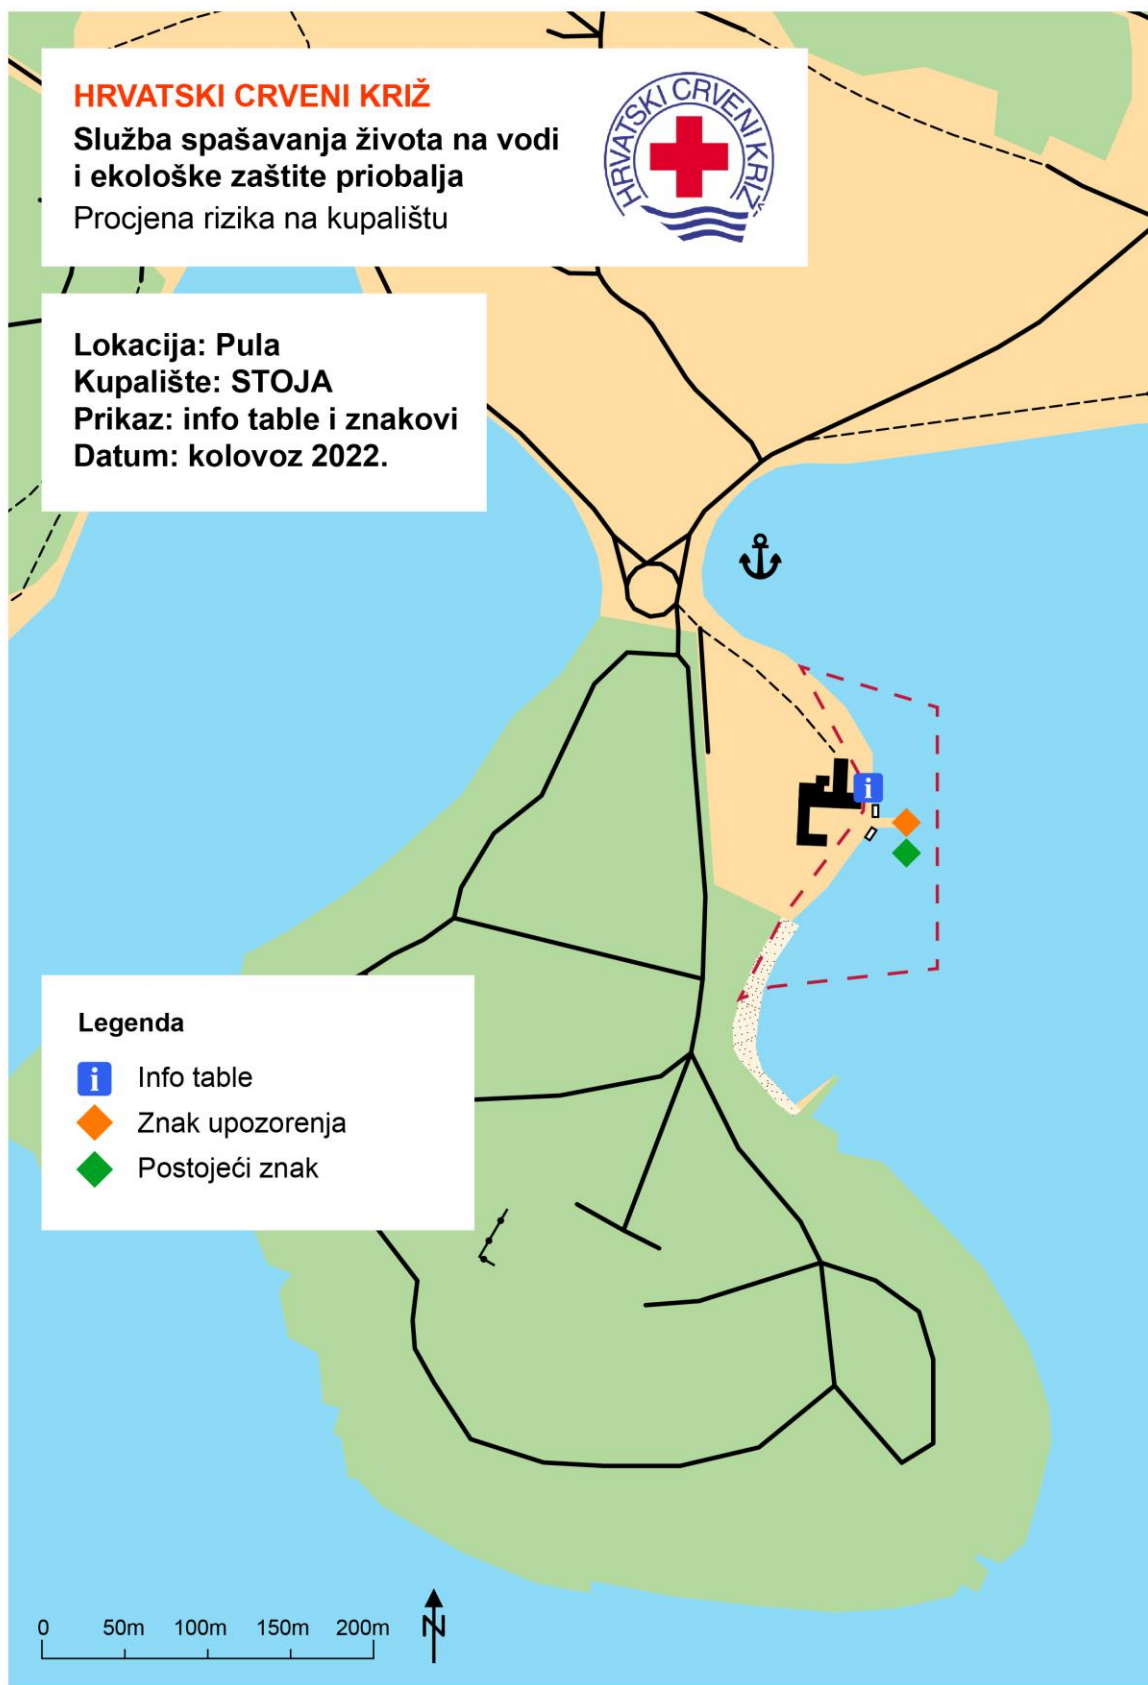 HRVATSKI CRVENI KRIŽ
Služba spašavanja života na vodi
i ekološke zaštite priobalja
Procjena rizika na kupalištu
HRVATSKI CRVENI KRIŽ
Lokacija: Pula
Kupalište: STOJA
Prikaz: info table i znakovi
Datum: kolovoz 2022.
i
Legenda
i Info table
Znak upozorenja
Postojeći znak
0 50m 100m 150m 200m
N